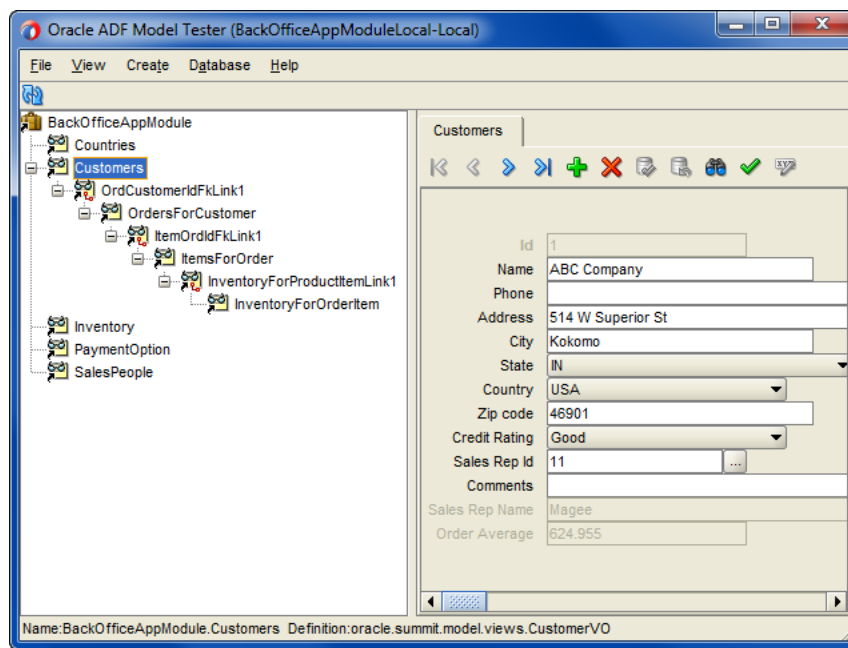 Oracle ADF Model Tester (BackOfficeAppModuleLocal-Local)
File View Create Database Help
BackOfficeAppModule
Countries
Customers
OrdCustomerIdFkLink1
OrdersForCustomer
ItemOrdIdFkLink1
ItemsForOrder
InventoryForProductItemLink1
InventoryForOrderItem
Inventory
PaymentOption
SalesPeople
Customers
Id 1
Name ABC Company
Phone
Address 514 W Superior St
City Kokomo
State IN
Country USA
Zip code 46901
Credit Rating Good
Sales Rep Id 11 ...
Comments
Sales Rep Name Magee
Order Average 624.955
Name:BackOfficeAppModule.Customers Definition:oracle.summit.model.views.CustomerVO